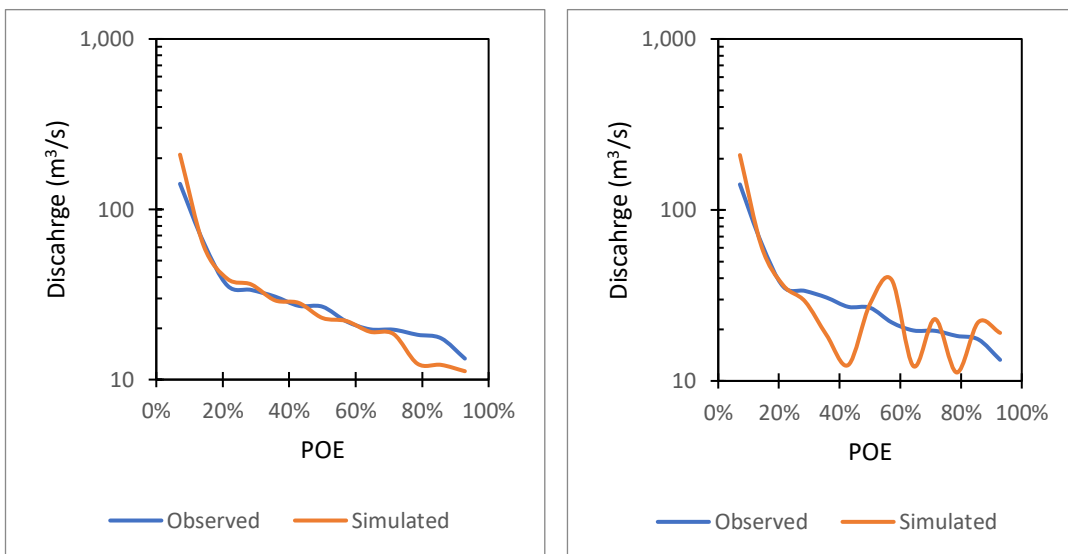 1,000
100
10
Discahrge (m³/s)
0% 20% 40% 60% 80% 100%
POE
Observed Simulated
1,000
100
10
Discahrge (m³/s)
0% 20% 40% 60% 80% 100%
POE
Observed Simulated